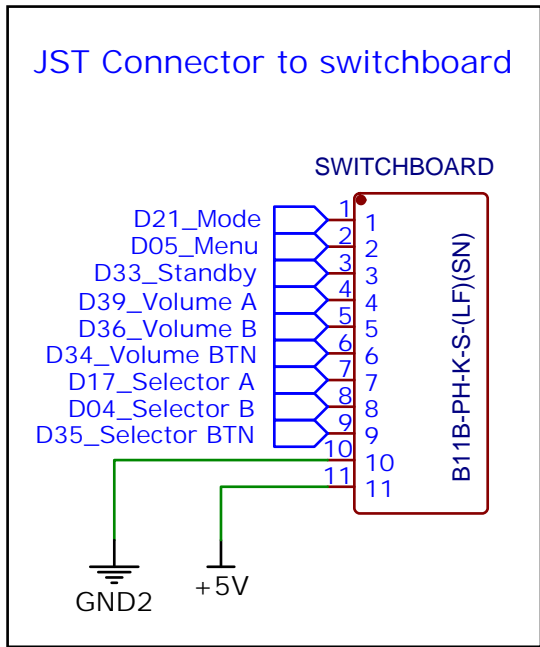 JST Connector to switchboard
SWITCHBOARD
D21_Mode 1 1
D05_Menu 2 2
D33_Standby 3 3
D39_Volume A 4 4
D36_Volume B 5 5
D34_Volume BTN 6 6
D17_Selector A 7 7
D04_Selector B 8 8
D35_Selector BTN 9 9
10 10
11 11
B11B-PH-K-S-(LF)(SN)
GND2
+5V